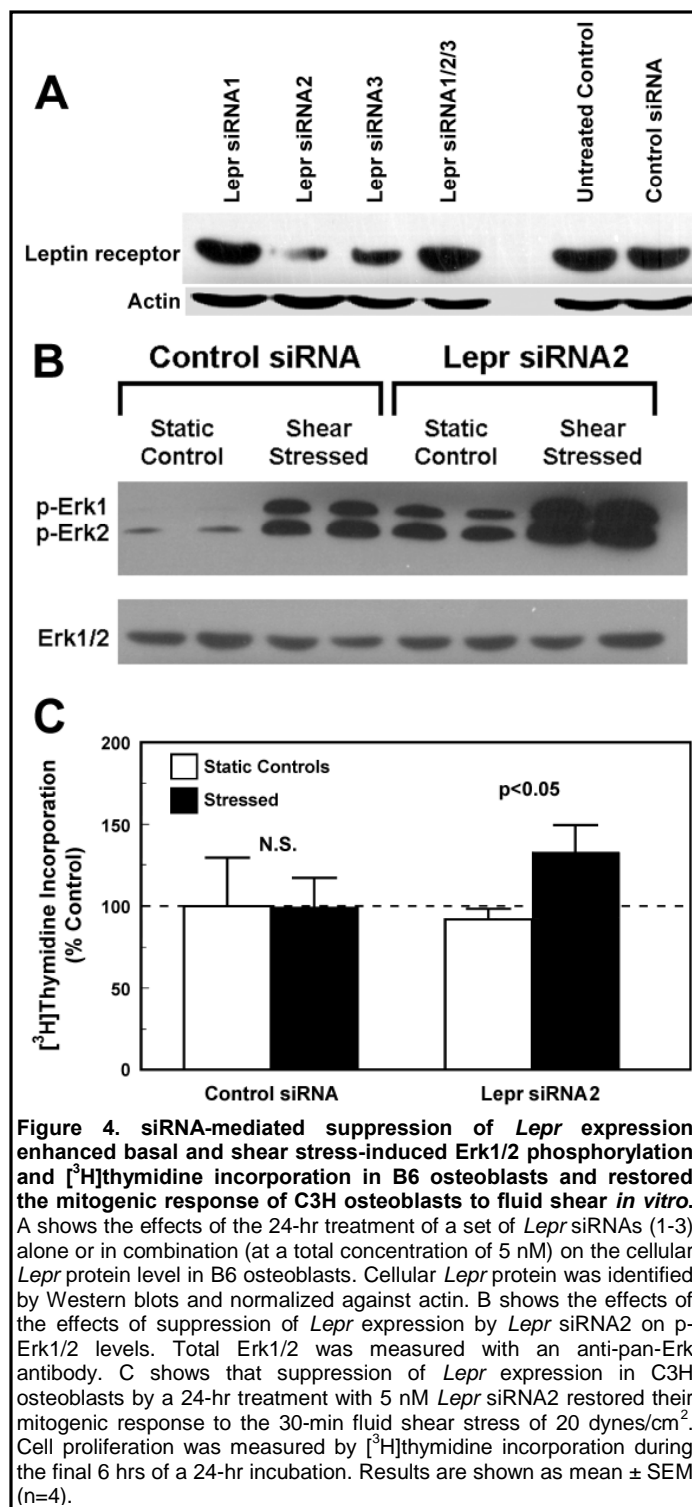 A
Lepr siRNA1
Lepr siRNA2
Lepr siRNA3
Lepr siRNA1/2/3
Untreated Control
Control siRNA
Leptin receptor
Actin
B
Control siRNA
Lepr siRNA2
Static Control
Shear Stressed
Static Control
Shear Stressed
p-Erk1
p-Erk2
Erk1/2
C
[³H]Thymidine Incorporation
(% Control)
200
150
100
50
0
Static Controls
Stressed
N.S.
p<0.05
Control siRNA
Lepr siRNA2
Figure 4. siRNA-mediated suppression of Lepr expression
enhanced basal and shear stress-induced Erk1/2 phosphorylation
and [³H]thymidine incorporation in B6 osteoblasts and restored
the mitogenic response of C3H osteoblasts to fluid shear in vitro.
A shows the effects of the 24-hr treatment of a set of Lepr siRNAs (1-3)
alone or in combination (at a total concentration of 5 nM) on the cellular
Lepr protein level in B6 osteoblasts. Cellular Lepr protein was identified
by Western blots and normalized against actin. B shows the effects of
the effects of suppression of Lepr expression by Lepr siRNA2 on p-
Erk1/2 levels. Total Erk1/2 was measured with an anti-pan-Erk
antibody. C shows that suppression of Lepr expression in C3H
osteoblasts by a 24-hr treatment with 5 nM Lepr siRNA2 restored their
mitogenic response to the 30-min fluid shear stress of 20 dynes/cm².
Cell proliferation was measured by [³H]thymidine incorporation during
the final 6 hrs of a 24-hr incubation. Results are shown as mean ± SEM
(n=4).